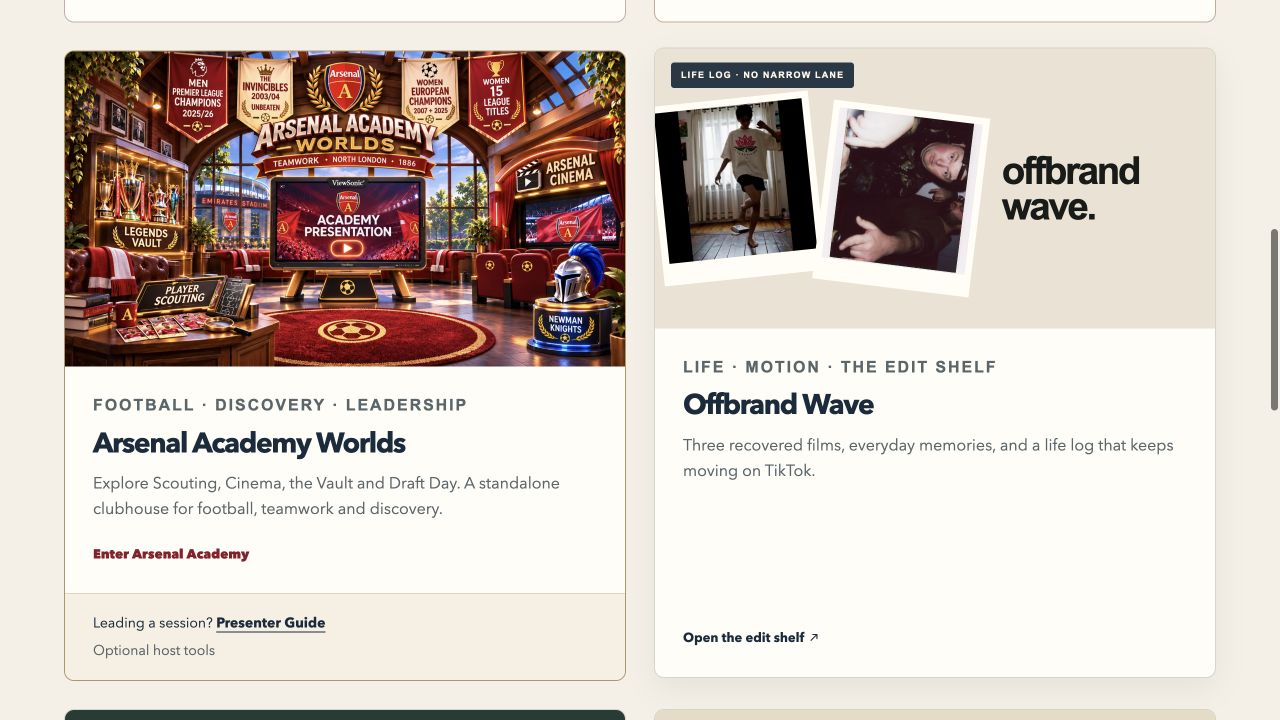 MEN
PREMIER LEAGUE
CHAMPIONS
2025/26
THE
INVINCIBLES
2003/04
UNBEATEN
Arsenal
A
WOMEN
EUROPEAN
CHAMPIONS
2007 + 2025
WOMEN
15
LEAGUE
TITLES
ARSENAL ACADEMY
WORLDS
TEAMWORK • NORTH LONDON • 1886
ARSENAL
CINEMA
ViewSonic
Arsenal
A
ACADEMY
PRESENTATION
EMIRATES STADIUM
LEGENDS
VAULT
PLAYER
SCOUTING
A
NEWMAN
KNIGHTS
FOOTBALL · DISCOVERY · LEADERSHIP
Arsenal Academy Worlds
Explore Scouting, Cinema, the Vault and Draft Day. A standalone
clubhouse for football, teamwork and discovery.
Enter Arsenal Academy
Leading a session? Presenter Guide
Optional host tools
LIFE LOG · NO NARROW LANE
offbrand
wave.
LIFE · MOTION · THE EDIT SHELF
Offbrand Wave
Three recovered films, everyday memories, and a life log that keeps
moving on TikTok.
Open the edit shelf ↗